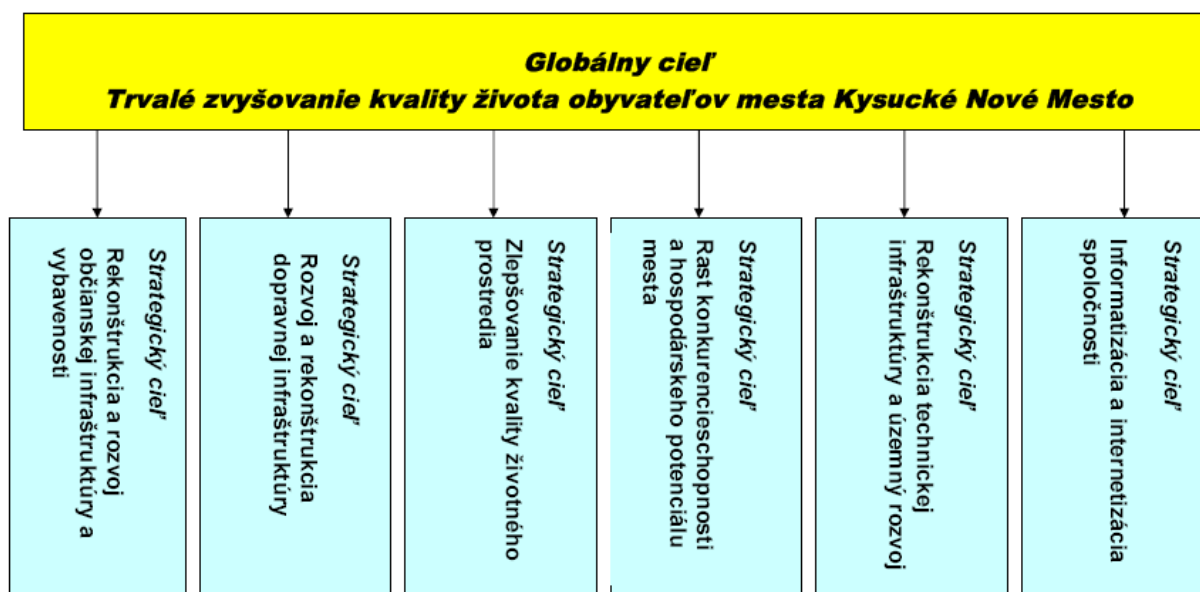 Globálny cieľ
Trvalé zvyšovanie kvality života obyvateľov mesta Kysucké Nové Mesto
Strategický cieľ
Rekonštrukcia a rozvoj
občianskej infraštruktúry a
vybavenosti
Strategický cieľ
Rozvoj a rekonštrukcia
dopravnej infraštruktúry
Strategický cieľ
Zlepšovanie kvality životného
prostredia
Strategický cieľ
Rast konkurencieschopnosti
a hospodárskeho potenciálu
mesta
Strategický cieľ
Rekonštrukcia technickej
infraštruktúry a územný rozvoj
Strategický cieľ
Informatizácia a internetizácia
spoločnosti